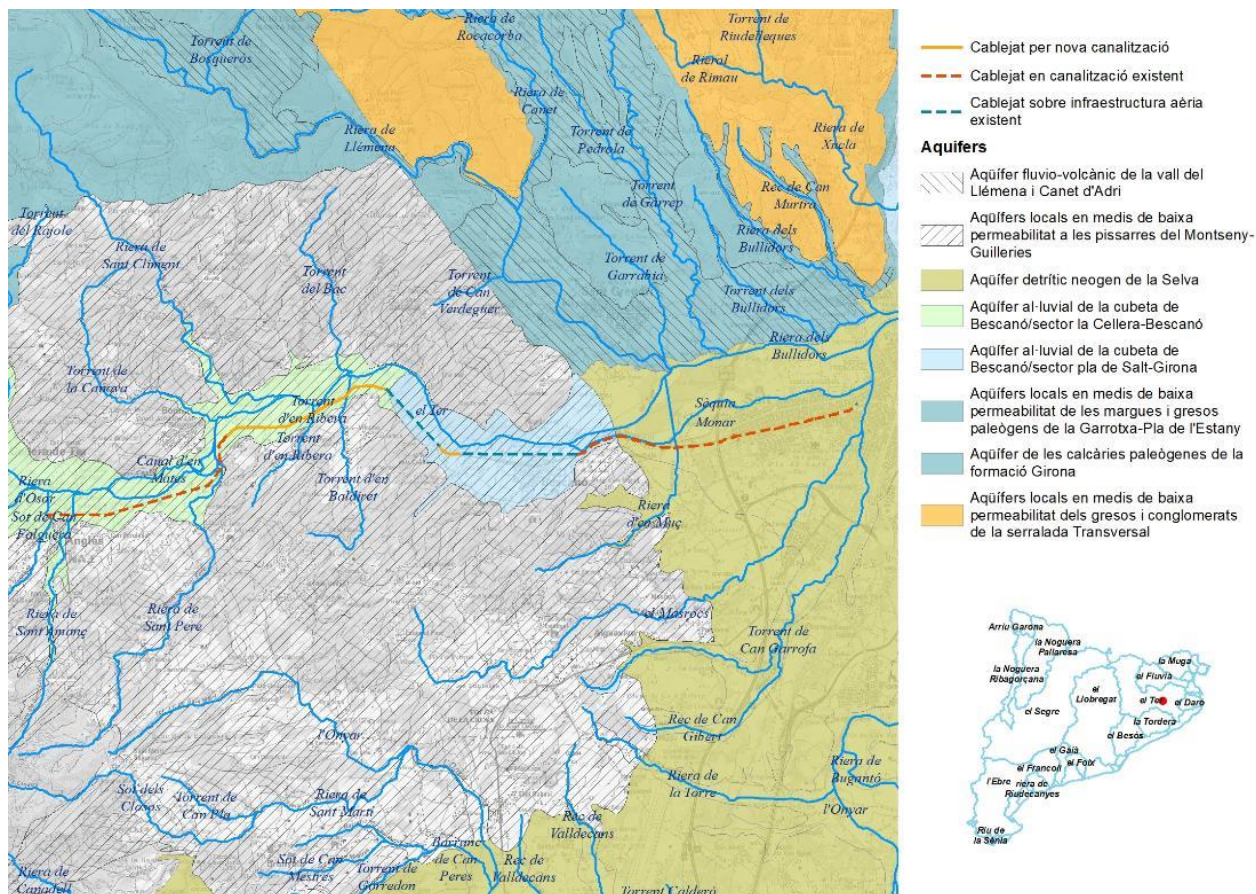 Torrent de
Bosqueròs
Riera de
Rocacorba
Torrent de
Riudelleques
Rieral
de Rimau
Riera de
Canet
Riera de
Llémena
Torrent de
Pedrola
Riera de
Xucla
Torrent
de Garrep
Rec de Can
Murtra
Torrent
del Rajole
Riera de
Sant Climent
Riera dels
Bullidors
Torrent
del Bac
Torrent
de Can
Verdeguer
Torrent de
Garrabia
Torrent dels
Bullidors
Riera dels
Bullidors
Torrent de
la Canova
Torrent
d'en Ribera
el Ter
Sèquia
Monar
Torrent
d'en Ribera
Canal d'en
Mates
Riera
d'Osor
Sot de Can
Falguera
Torrent d'en
Baldiret
Riera
d'en Muç
Anglès
Riera de
Sant Amanç
Riera de
Sant Pere
el Masrocs
Torrent de
Can Garrofa
Rec de Can
Gibert
l'Onyar
Riera de
la Torre
Riera de
Bugantó
l'Onyar
Sot dels
Clasos
Torrent de
Can Pla
Riera de
Sant Martí
Rec de
Valldecans
Sot de Can
Mestres
Barranc
de Can
Peres
Rec de
Valldecans
Riera de
Canadell
Torrent de
Gorredon
Torrent Calderó
Cablejat per nova canalització
Cablejat en canalització existent
Cablejat sobre infraestructura aèria
existent
Aquífers
Aqüífer fluvio-volcànic de la vall del
Llémena i Canet d'Adri
Aqüífers locals en medis de baixa
permeabilitat a les pissarres del Montseny-
Guilleries
Aqüífer detrític neogen de la Selva
Aqüífer al·luvial de la cubeta de
Bescanó/sector la Cellera-Bescanó
Aqüífer al·luvial de la cubeta de
Bescanó/sector pla de Salt-Girona
Aqüífers locals en medis de baixa
permeabilitat de les margues i gresos
paleògens de la Garrotxa-Pla de l'Estany
Aqüífer de les calcàries paleògenes de la
formació Girona
Aqüífers locals en medis de baixa
permeabilitat dels gresos i conglomerats
de la serralada Transversal
Arriu Garona
la Noguera
Pallaresa
la Noguera
Ribagorçana
la Muga
el Fluvià
el Ter
el Daró
el
Llobregat
el Segre
la Tordera
el Besòs
el Gaià
el Foix
el Francolí
l'Ebre
riera de
Riudecanyes
Riu de
la Sènia